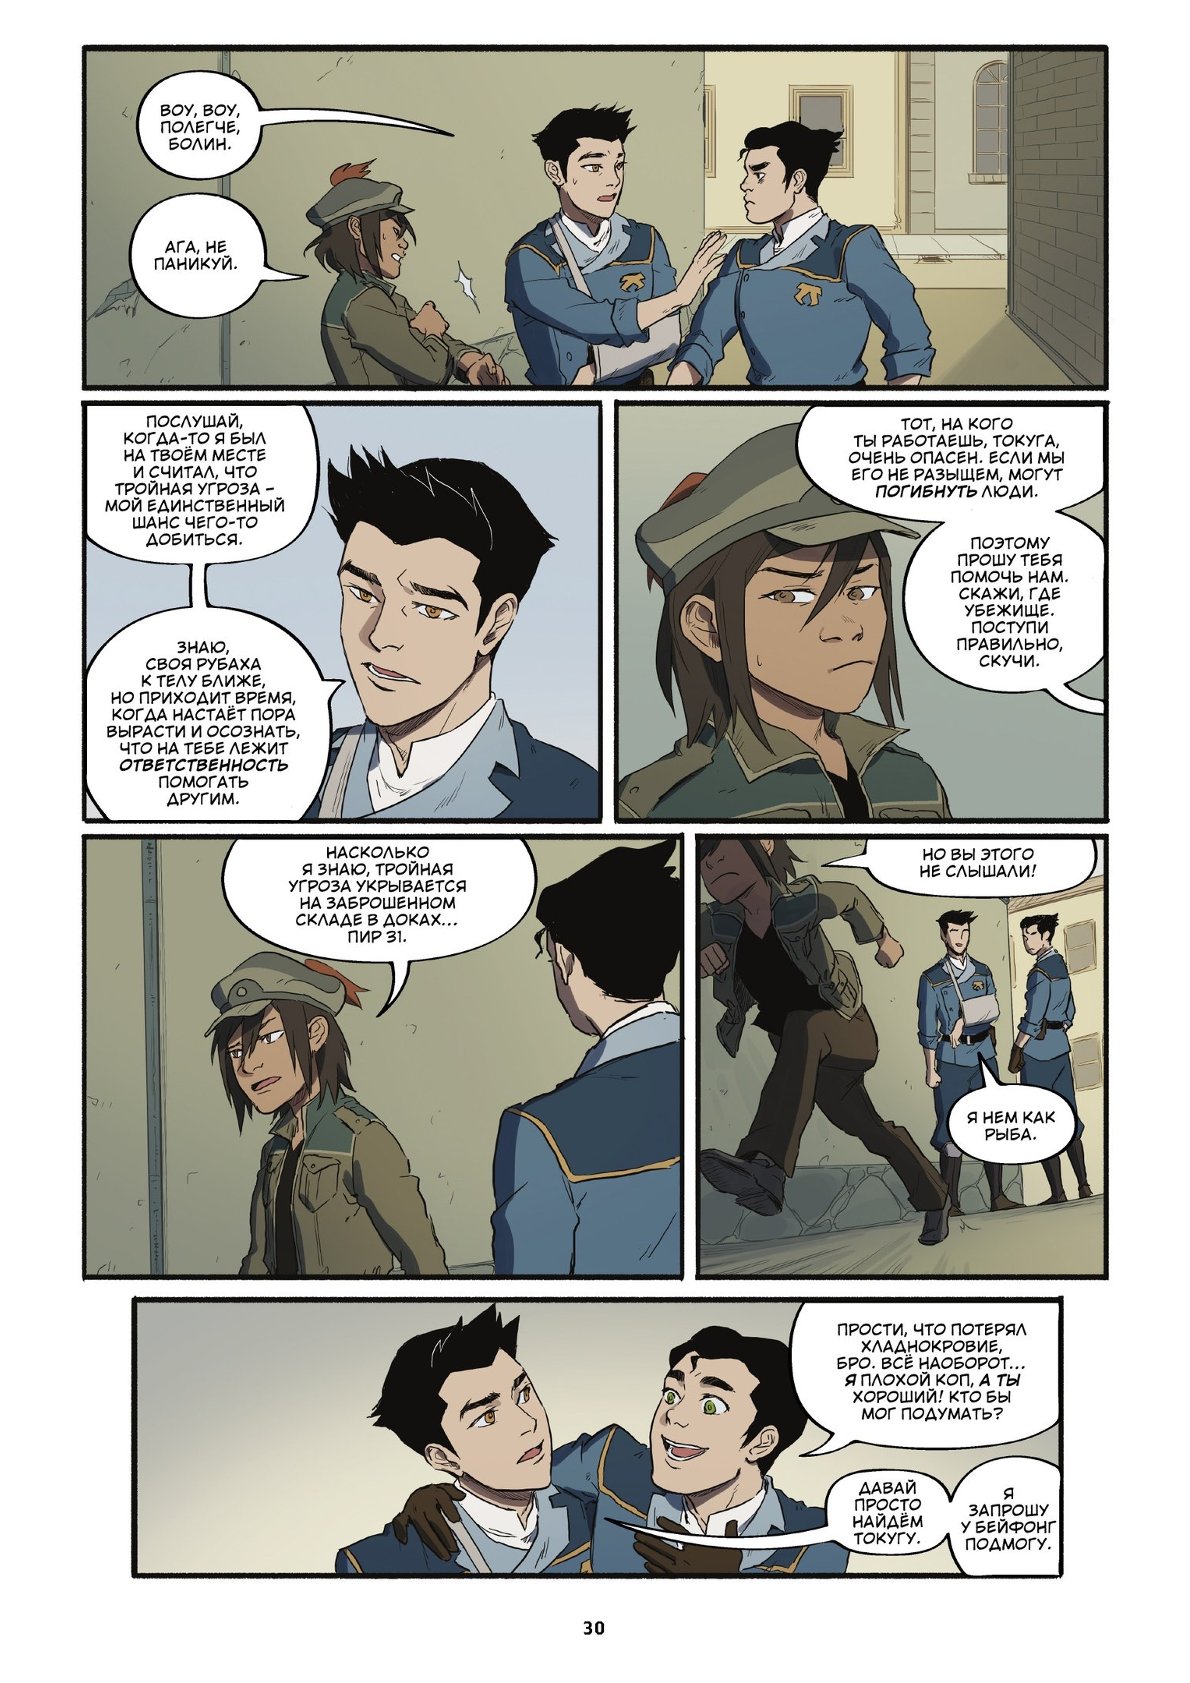 ВОУ, ВОУ,
ПОЛЕГЧЕ,
БОЛИН.
АГА, НЕ
ПАНИКУЙ.
ПОСЛУШАЙ,
КОГДА-ТО Я БЫЛ
НА ТВОЁМ МЕСТЕ
И СЧИТАЛ, ЧТО
ТРОЙНАЯ УГРОЗА –
МОЙ ЕДИНСТВЕННЫЙ
ШАНС ЧЕГО-ТО
ДОБИТЬСЯ.
ЗНАЮ,
СВОЯ РУБАХА
К ТЕЛУ БЛИЖЕ,
НО ПРИХОДИТ ВРЕМЯ,
КОГДА НАСТАЁТ ПОРА
ВЫРАСТИ И ОСОЗНАТЬ,
ЧТО НА ТЕБЕ ЛЕЖИТ
ОТВЕТСТВЕННОСТЬ
ПОМОГАТЬ
ДРУГИМ.
ТОТ, НА КОГО
ТЫ РАБОТАЕШЬ, ТОКУГА,
ОЧЕНЬ ОПАСЕН. ЕСЛИ МЫ
ЕГО НЕ РАЗЫЩЕМ, МОГУТ
ПОГИБНУТЬ ЛЮДИ.
ПОЭТОМУ
ПРОШУ ТЕБЯ
ПОМОЧЬ НАМ.
СКАЖИ, ГДЕ
УБЕЖИЩЕ.
ПОСТУПИ
ПРАВИЛЬНО,
СКУЧИ.
НАСКОЛЬКО
Я ЗНАЮ, ТРОЙНАЯ
УГРОЗА УКРЫВАЕТСЯ
НА ЗАБРОШЕННОМ
СКЛАДЕ В ДОКАХ...
ПИР 31.
НО ВЫ ЭТОГО
НЕ СЛЫШАЛИ!
Я НЕМ КАК
РЫБА.
ПРОСТИ, ЧТО ПОТЕРЯЛ
ХЛАДНОКРОВИЕ,
БРО. ВСЁ НАОБОРОТ...
Я ПЛОХОЙ КОП, А ТЫ
ХОРОШИЙ! КТО БЫ
МОГ ПОДУМАТЬ?
ДАВАЙ
ПРОСТО
НАЙДЁМ
ТОКУГУ.
Я
ЗАПРОШУ
У БЕЙФОНГ
ПОДМОГУ.
30